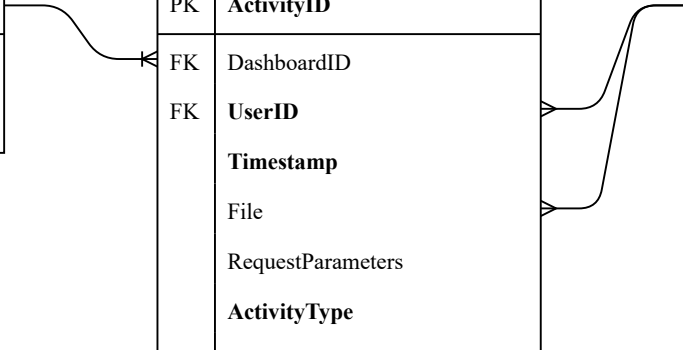 PK ActivityID
FK DashboardID
FK UserID
Timestamp
File
RequestParameters
ActivityType